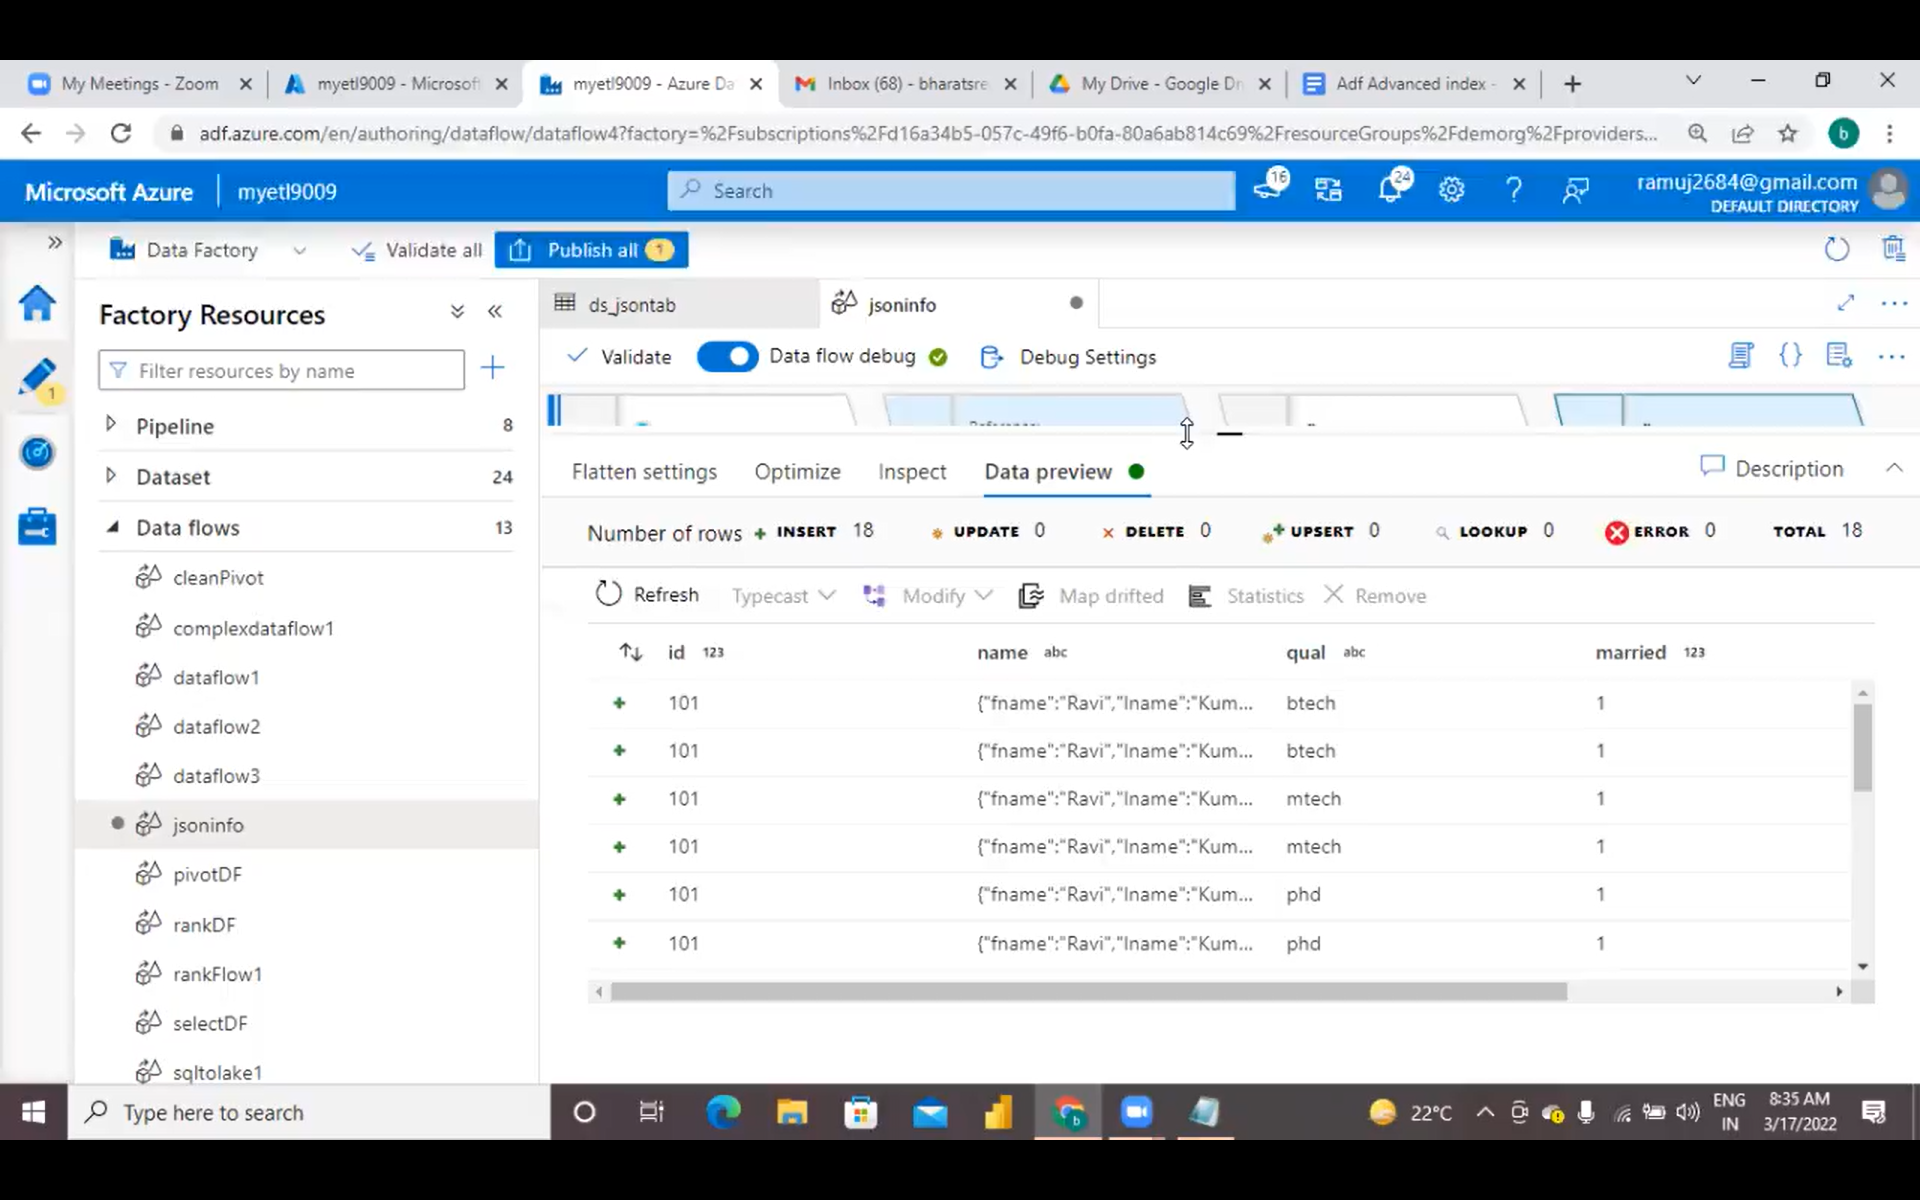 My Meetings - Zoom
myetl9009 - Microsoft
myetl9009 - Azure Da
Inbox (68) - bharatsre
My Drive - Google Dr
Adf Advanced index -
adf.azure.com/en/authoring/dataflow/dataflow4?factory=%2Fsubscriptions%2Fd16a34b5-057c-49f6-b0fa-80a6ab814c69%2FresourceGroups%2Fdemorg%2Fproviders...
b
Microsoft Azure
myetl9009
Search
16
24
ramuj2684@gmail.com
DEFAULT DIRECTORY
Data Factory
Validate all
Publish all 1
Factory Resources
Filter resources by name
1
Pipeline 8
Dataset 24
Data flows 13
cleanPivot
complexdataflow1
dataflow1
dataflow2
dataflow3
jsoninfo
pivotDF
rankDF
rankFlow1
selectDF
sqltolake1
ds_jsontab
jsoninfo
Validate
Data flow debug
Debug Settings
Flatten settings
Optimize
Inspect
Data preview
Description
Number of rows + INSERT 18 UPDATE 0 DELETE 0 UPSERT 0 LOOKUP 0 ERROR 0 TOTAL 18
Refresh
Typecast
Modify
Map drifted
Statistics
Remove
id 123 name abc qual abc married 123
101 {"fname":"Ravi","lname":"Kum... btech 1
101 {"fname":"Ravi","lname":"Kum... btech 1
101 {"fname":"Ravi","lname":"Kum... mtech 1
101 {"fname":"Ravi","lname":"Kum... mtech 1
101 {"fname":"Ravi","lname":"Kum... phd 1
101 {"fname":"Ravi","lname":"Kum... phd 1
Type here to search
22°C
ENG
IN
8:35 AM
3/17/2022